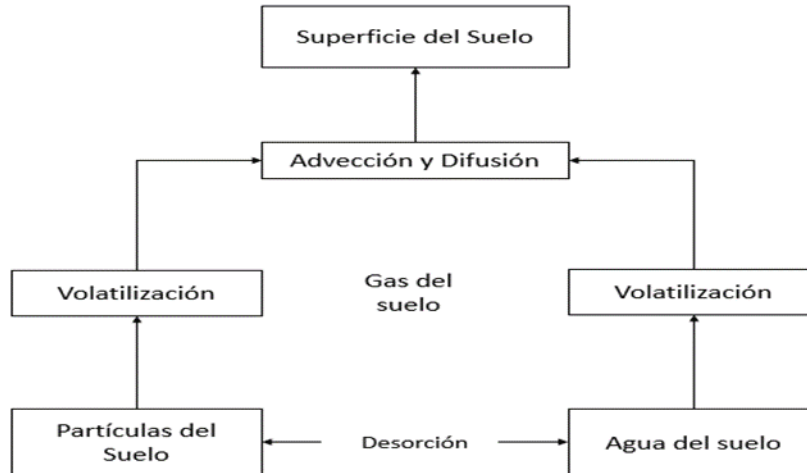 Superficie del Suelo
Advección y Difusión
Volatilización
Gas del
suelo
Volatilización
Partículas del
Suelo
Desorción
Agua del suelo